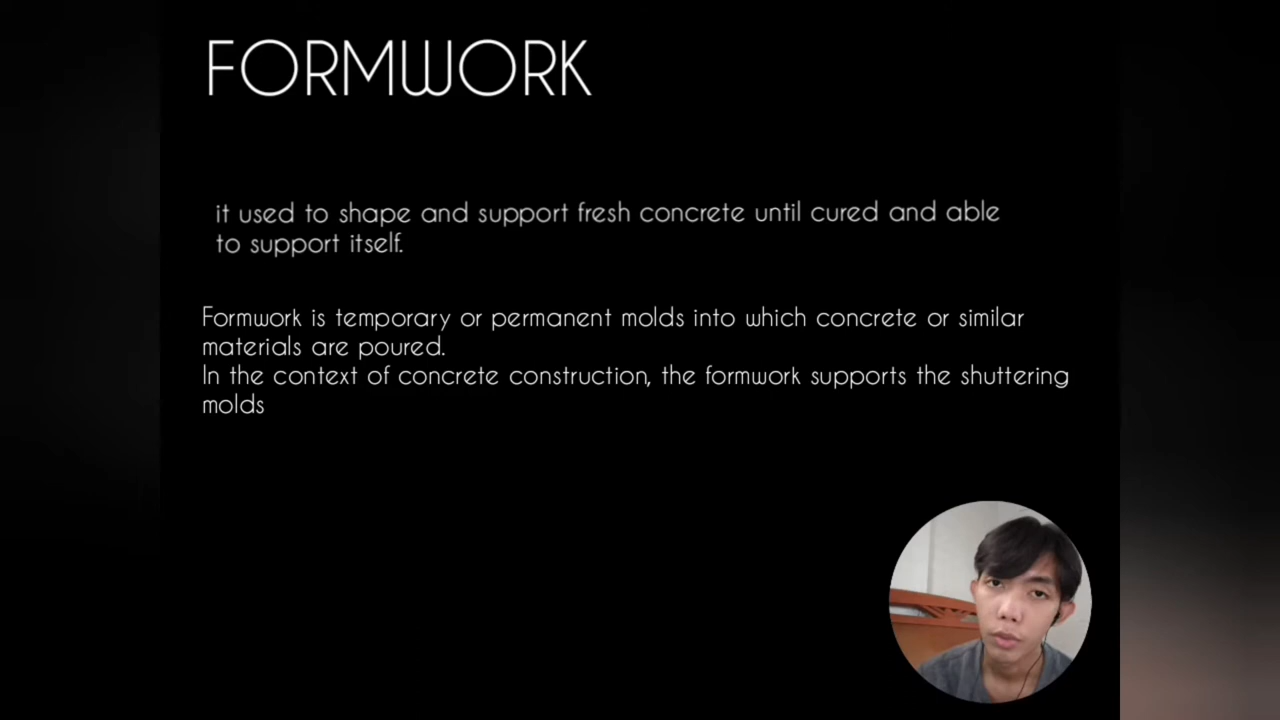 FORMWORK
it used to shape and support fresh concrete until cured and able
to support itself.
Formwork is temporary or permanent molds into which concrete or similar
materials are poured.
In the context of concrete construction, the formwork supports the shuttering
molds